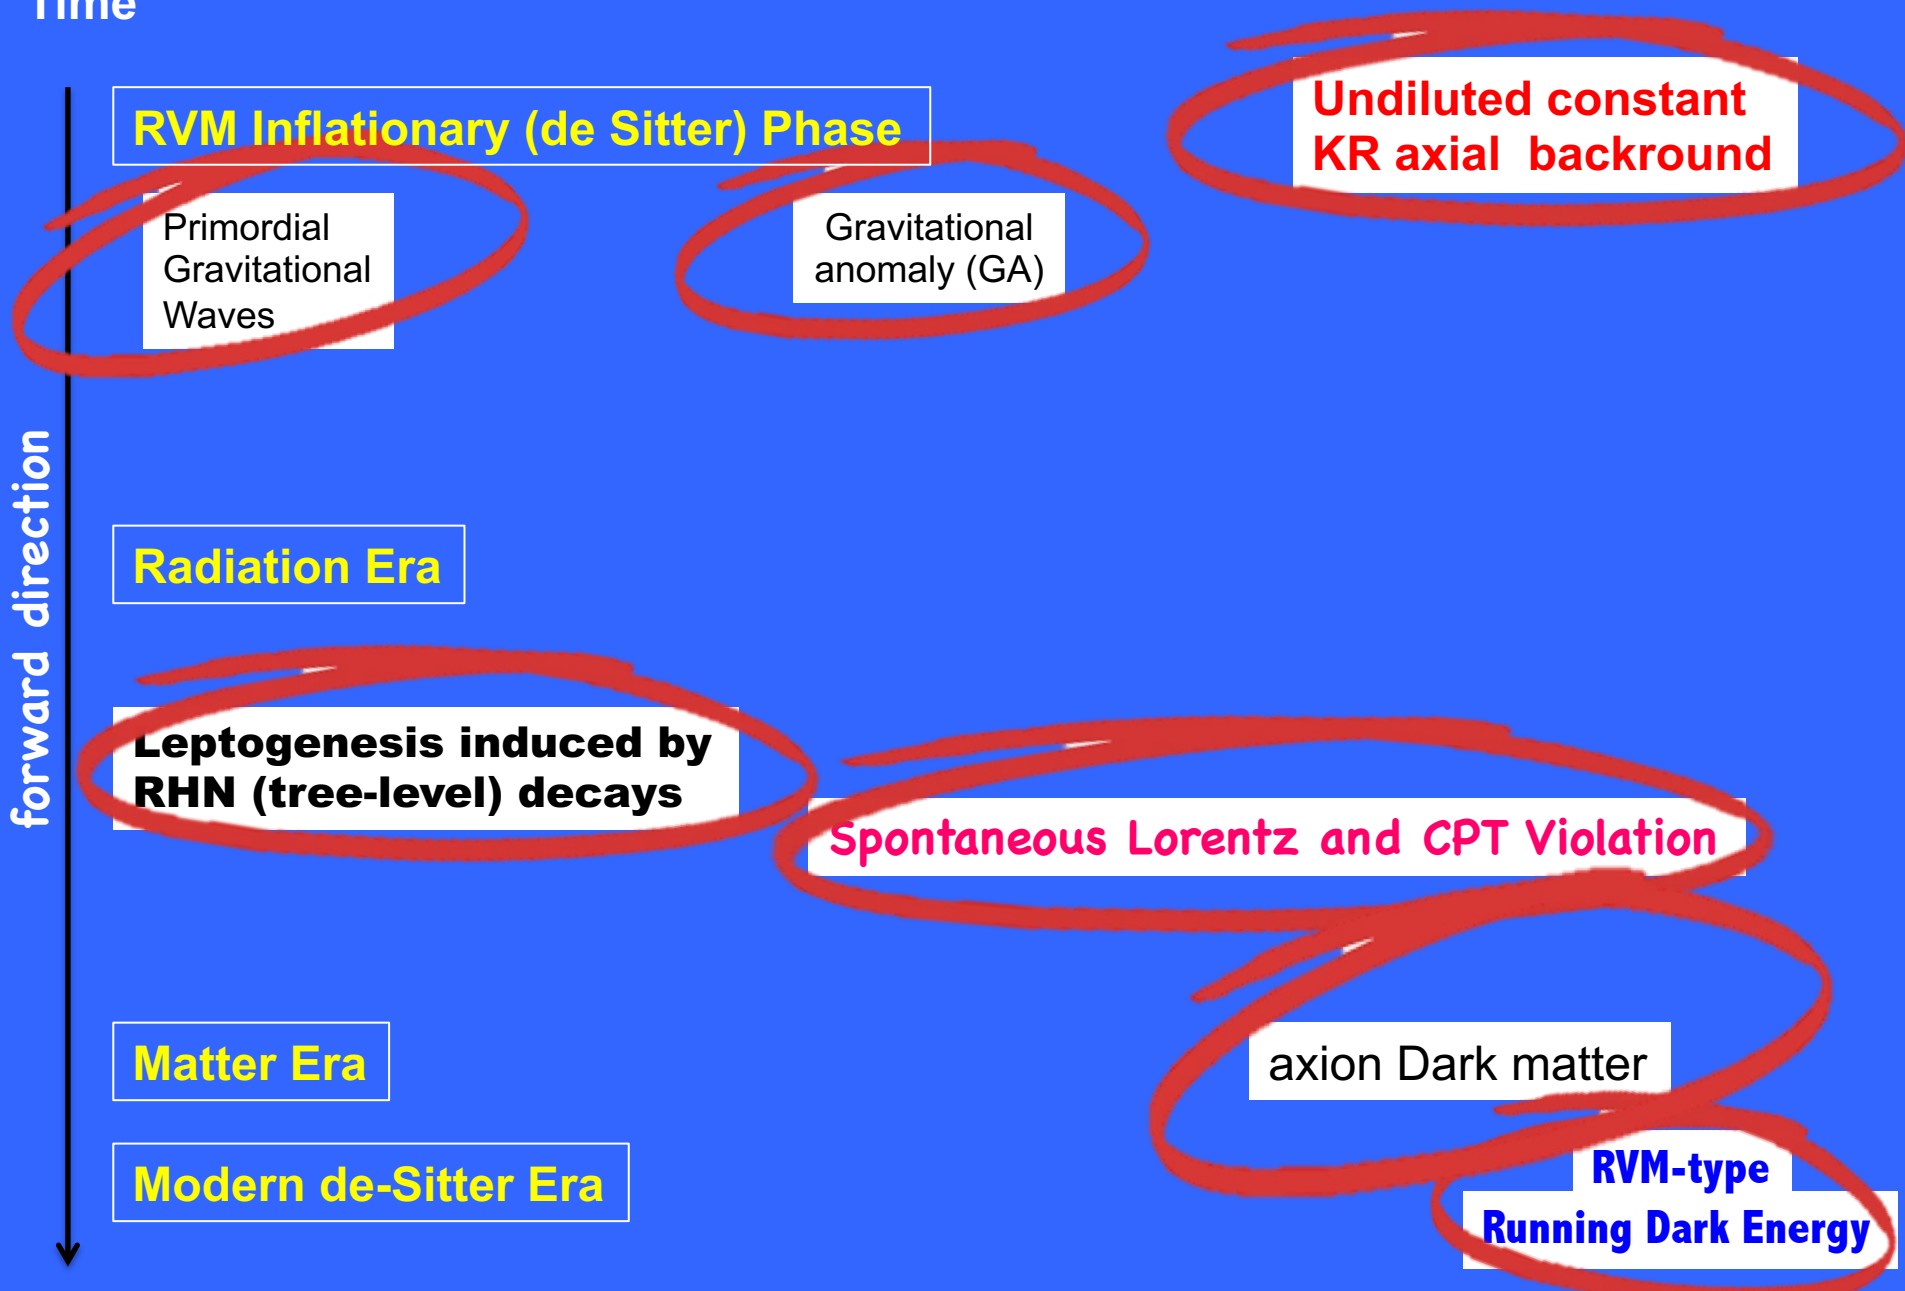 Time
RVM Inflationary (de Sitter) Phase
Undiluted constant
KR axial backround
Primordial
Gravitational
Waves
Gravitational
anomaly (GA)
forward direction
Radiation Era
Leptogenesis induced by
RHN (tree-level) decays
Spontaneous Lorentz and CPT Violation
Matter Era
axion Dark matter
Modern de-Sitter Era
RVM-type
Running Dark Energy